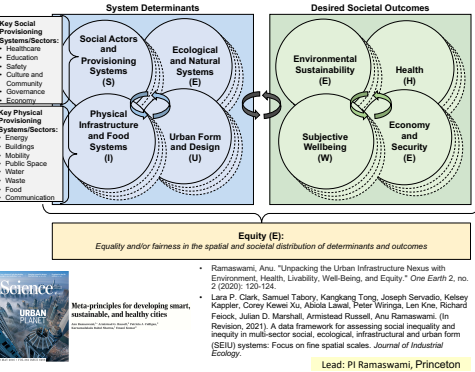 System Determinants
Desired Societal Outcomes
Key Social
Provisioning
Systems/Sectors:
• Healthcare
• Education
• Safety
• Culture and
Community
• Governance
• Economy
Key Physical
Provisioning
Systems/Sectors:
• Energy
• Buildings
• Mobility
• Public Space
• Water
• Waste
• Food
• Communication
Social Actors
and
Provisioning
Systems
(S)
Ecological
and Natural
Systems
(E)
Physical
Infrastructure
and Food
Systems
(I)
Urban Form
and Design
(U)
Environmental
Sustainability
(E)
Health
(H)
Subjective
Wellbeing
(W)
Economy
and
Security
(E)
Equity (E):
Equality and/or fairness in the spatial and societal distribution of determinants and outcomes
Science
URBAN
PLANET
Meta-principles for developing smart,
sustainable, and healthy cities
• Ramaswami, Anu. "Unpacking the Urban Infrastructure Nexus with
Environment, Health, Livability, Well-Being, and Equity." One Earth 2, no.
2 (2020): 120-124.
• Lara P. Clark, Samuel Tabory, Kangkang Tong, Joseph Servadio, Kelsey
Kappler, Corey Kewei Xu, Abiola Lawal, Peter Wiringa, Len Kne, Richard
Feiock, Julian D. Marshall, Armistead Russell, Anu Ramaswami. (In
Revision, 2021). A data framework for assessing social inequality and
inequity in multi-sector social, ecological, infrastructural and urban form
(SEIU) systems: Focus on fine spatial scales. Journal of Industrial
Ecology.
Lead: PI Ramaswami, Princeton